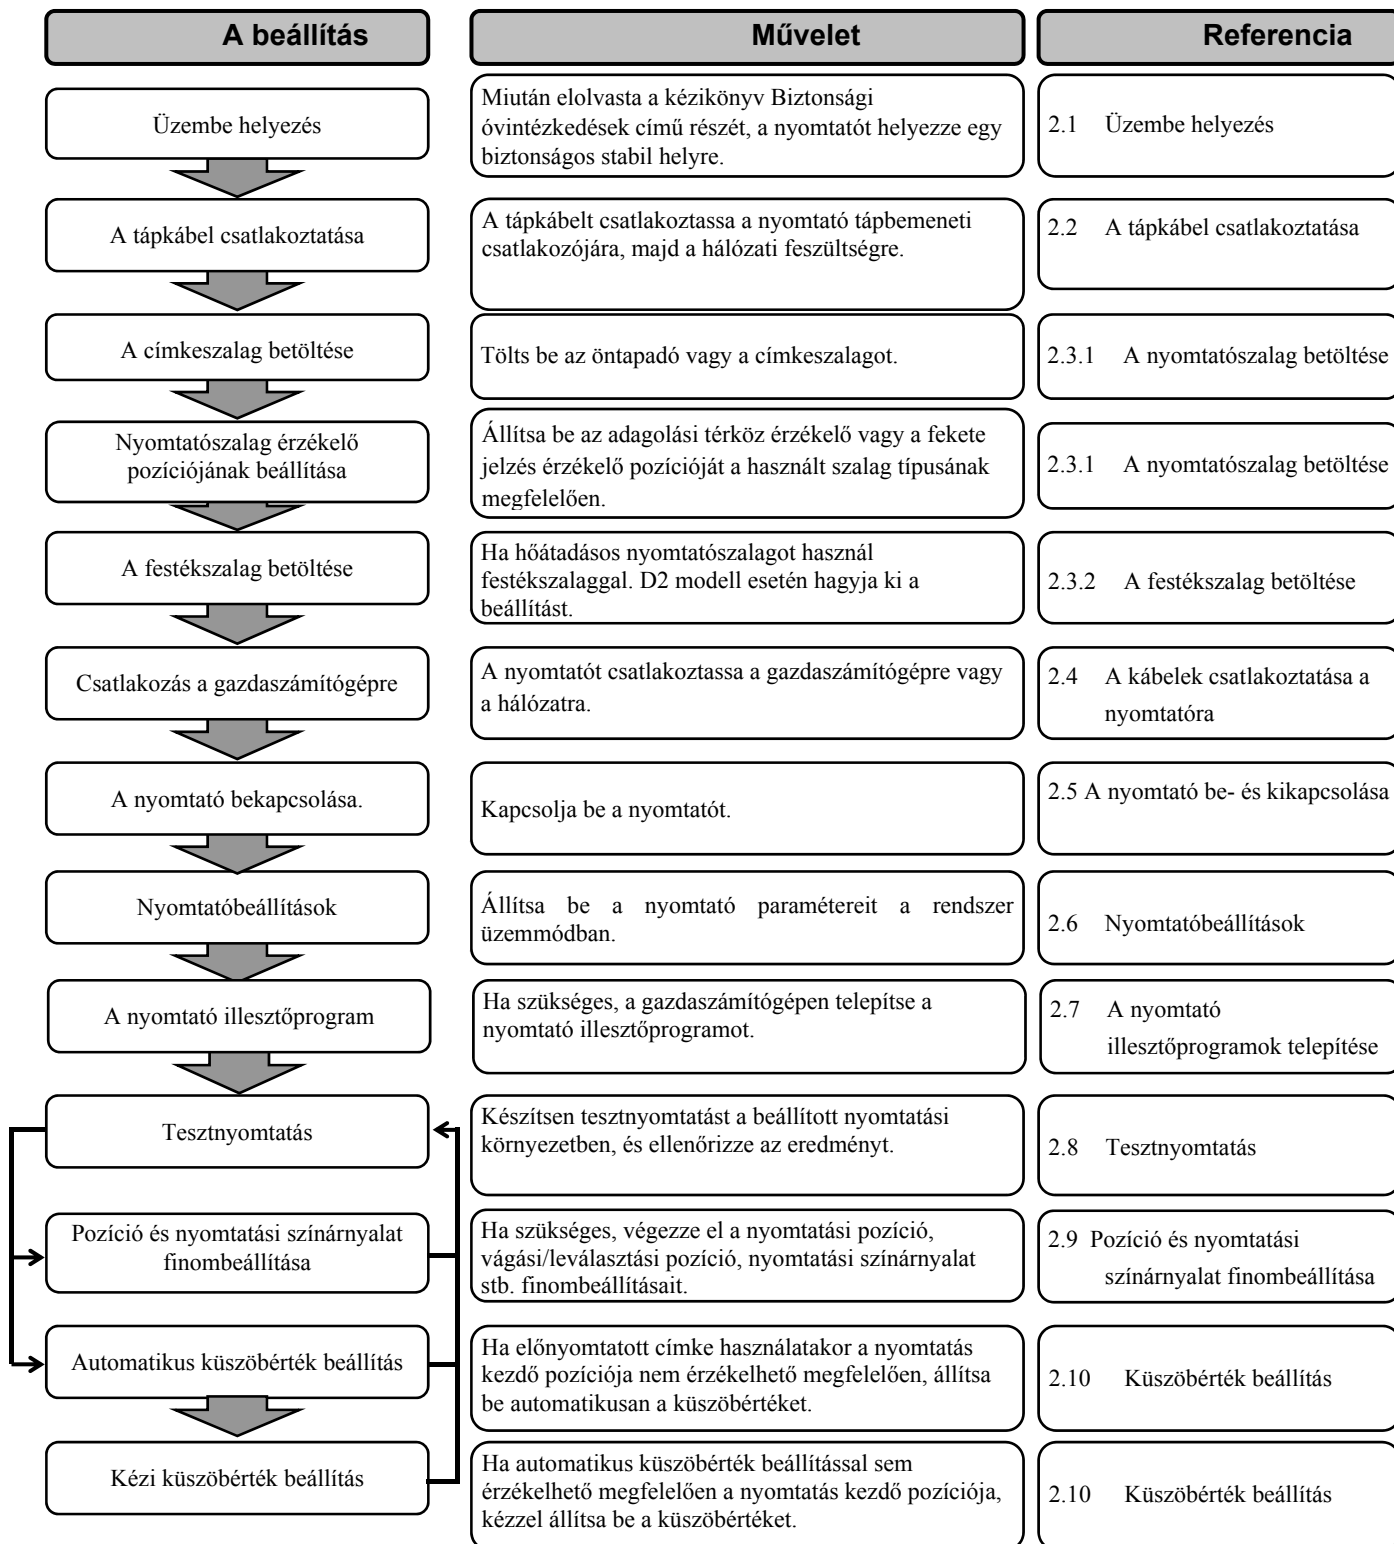 A beállítás
Művelet
Referencia
Üzembe helyezés
Miután elolvasta a kézikönyv Biztonsági
óvintézkedések című részét, a nyomtatót helyezze egy
biztonságos stabil helyre.
2.1 Üzembe helyezés
A tápkábel csatlakoztatása
A tápkábelt csatlakoztassa a nyomtató tápbemeneti
csatlakozójára, majd a hálózati feszültségre.
2.2 A tápkábel csatlakoztatása
A címkeszalag betöltése
Tölts be az öntapadó vagy a címkeszalagot.
2.3.1 A nyomtatószalag betöltése
Nyomtatószalag érzékelő
pozíciójának beállítása
Állítsa be az adagolási térköz érzékelő vagy a fekete
jelzés érzékelő pozícióját a használt szalag típusának
megfelelően.
2.3.1 A nyomtatószalag betöltése
A festékszalag betöltése
Ha hőátadásos nyomtatószalagot használ
festékszalaggal. D2 modell esetén hagyja ki a
beállítást.
2.3.2 A festékszalag betöltése
Csatlakozás a gazdaszámítógépre
A nyomtatót csatlakoztassa a gazdaszámítógépre vagy
a hálózatra.
2.4 A kábelek csatlakoztatása a
nyomtatóra
A nyomtató bekapcsolása.
Kapcsolja be a nyomtatót.
2.5 A nyomtató be- és kikapcsolása
Nyomtatóbeállítások
Állítsa be a nyomtató paramétereit a rendszer
üzemmódban.
2.6 Nyomtatóbeállítások
A nyomtató illesztőprogram
Ha szükséges, a gazdaszámítógépen telepítse a
nyomtató illesztőprogramot.
2.7 A nyomtató
illesztőprogramok telepítése
Tesztnyomtatás
Készítsen tesztnyomtatást a beállított nyomtatási
környezetben, és ellenőrizze az eredményt.
2.8 Tesztnyomtatás
Pozíció és nyomtatási színárnyalat
finombeállítása
Ha szükséges, végezze el a nyomtatási pozíció,
vágási/leválasztási pozíció, nyomtatási színárnyalat
stb. finombeállításait.
2.9 Pozíció és nyomtatási
színárnyalat finombeállítása
Automatikus küszöbérték beállítás
Ha előnyomtatott címke használatakor a nyomtatás
kezdő pozíciója nem érzékelhető megfelelően, állítsa
be automatikusan a küszöbértéket.
2.10 Küszöbérték beállítás
Kézi küszöbérték beállítás
Ha automatikus küszöbérték beállítással sem
érzékelhető megfelelően a nyomtatás kezdő pozíciója,
kézzel állítsa be a küszöbértéket.
2.10 Küszöbérték beállítás